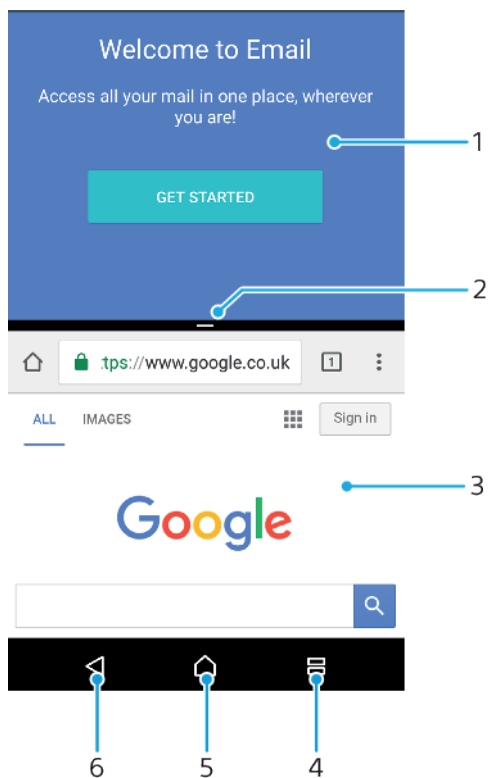 Welcome to Email
Access all your mail in one place, wherever
you are!
1
GET STARTED
2
:tps://www.google.co.uk
1
ALL IMAGES Sign in
3
Google
6 5 4